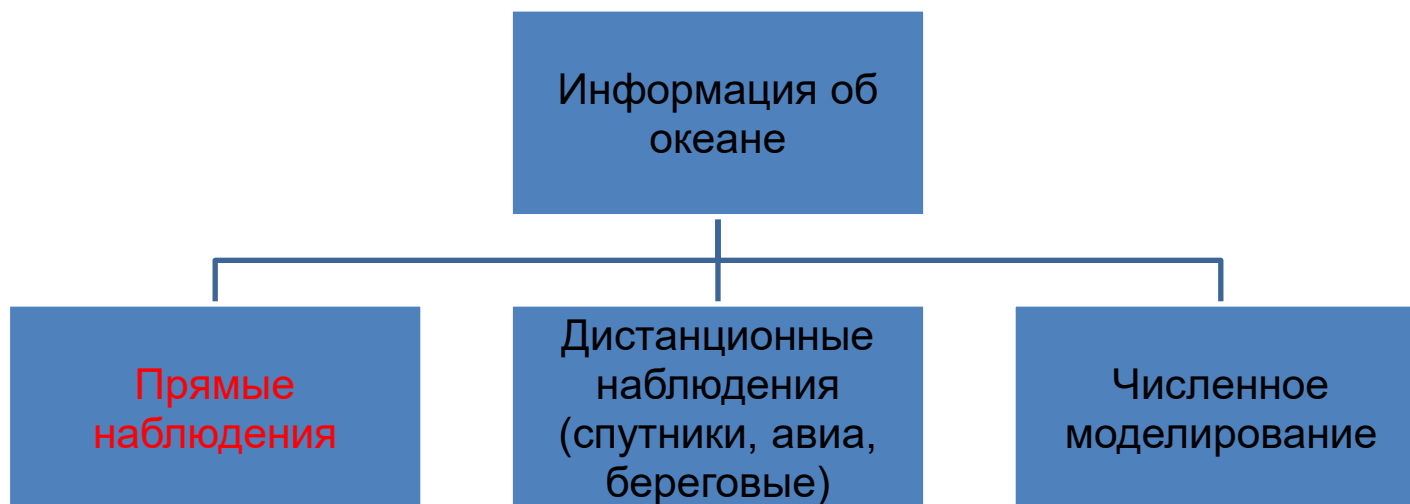 Информация об
океане
Прямые
наблюдения
Дистанционные
наблюдения
(спутники, авиа,
береговые)
Численное
моделирование